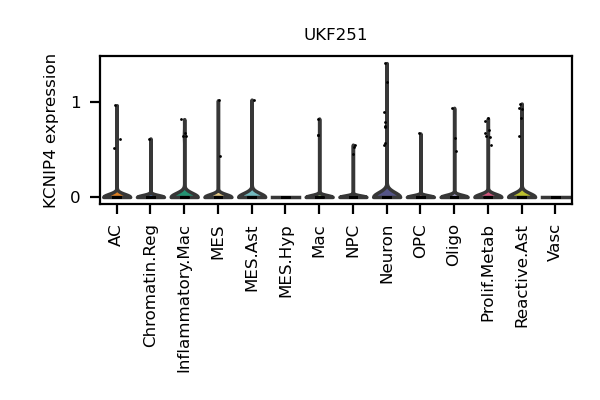 UKF251
KCNIP4 expression
1
0
AC
Chromatin.Reg
Inflammatory.Mac
MES
MES.Ast
MES.Hyp
Mac
NPC
Neuron
OPC
Oligo
Prolif.Metab
Reactive.Ast
Vasc